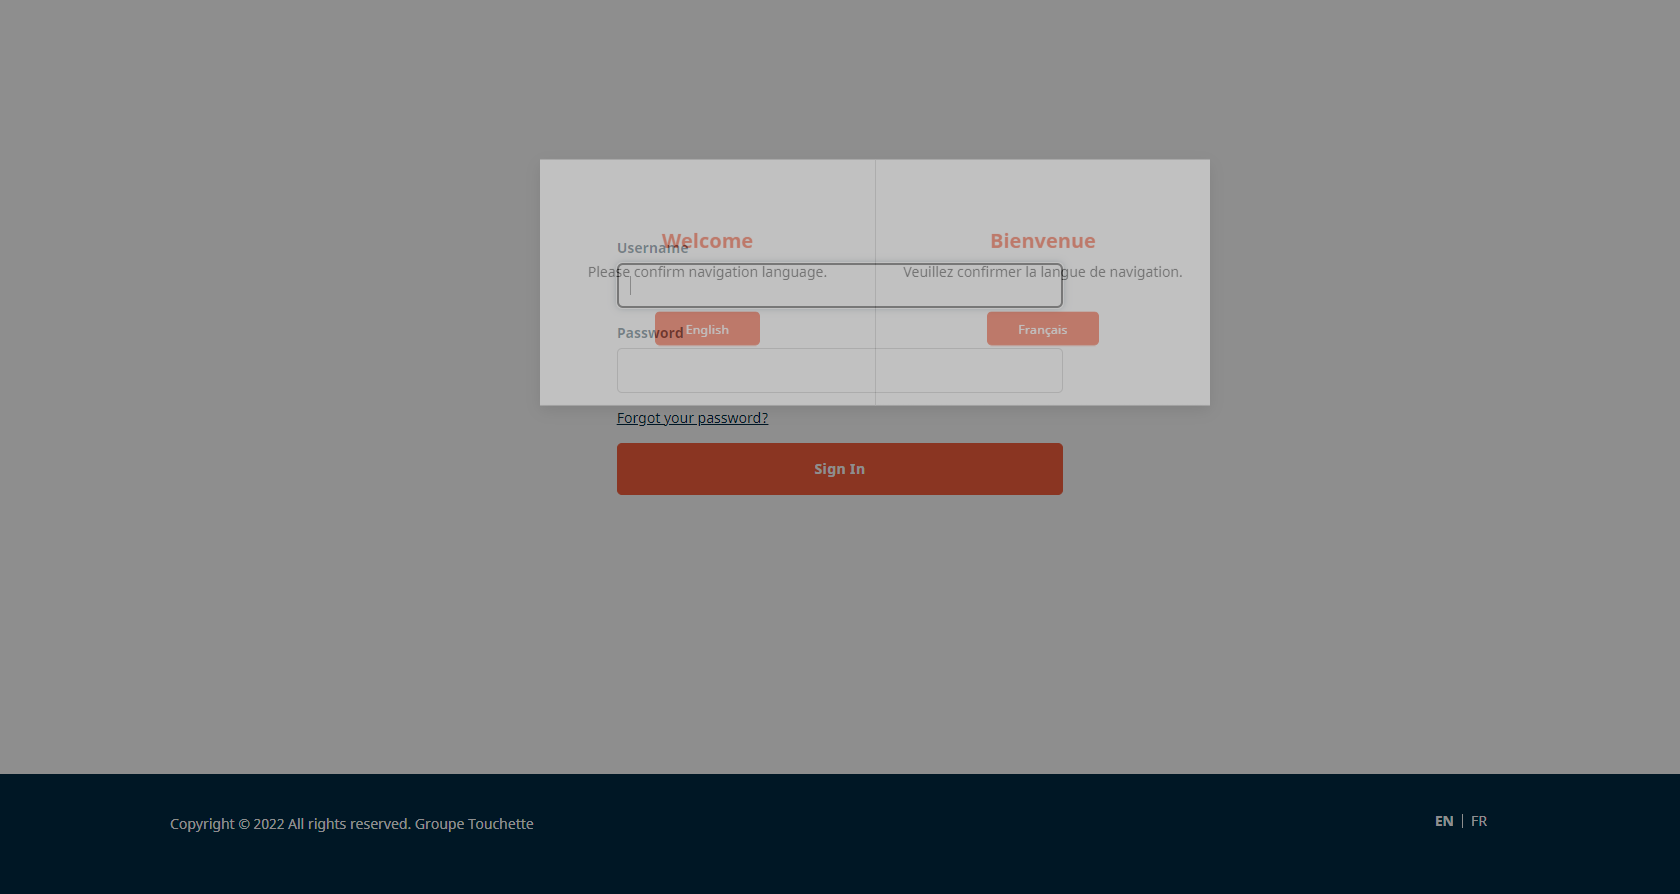 Welcome
Bienvenue
Username
Please confirm navigation language.
Veuillez confirmer la langue de navigation.
English
Français
Password
Forgot your password?
Sign In
Copyright © 2022 All rights reserved. Groupe Touchette
EN | FR